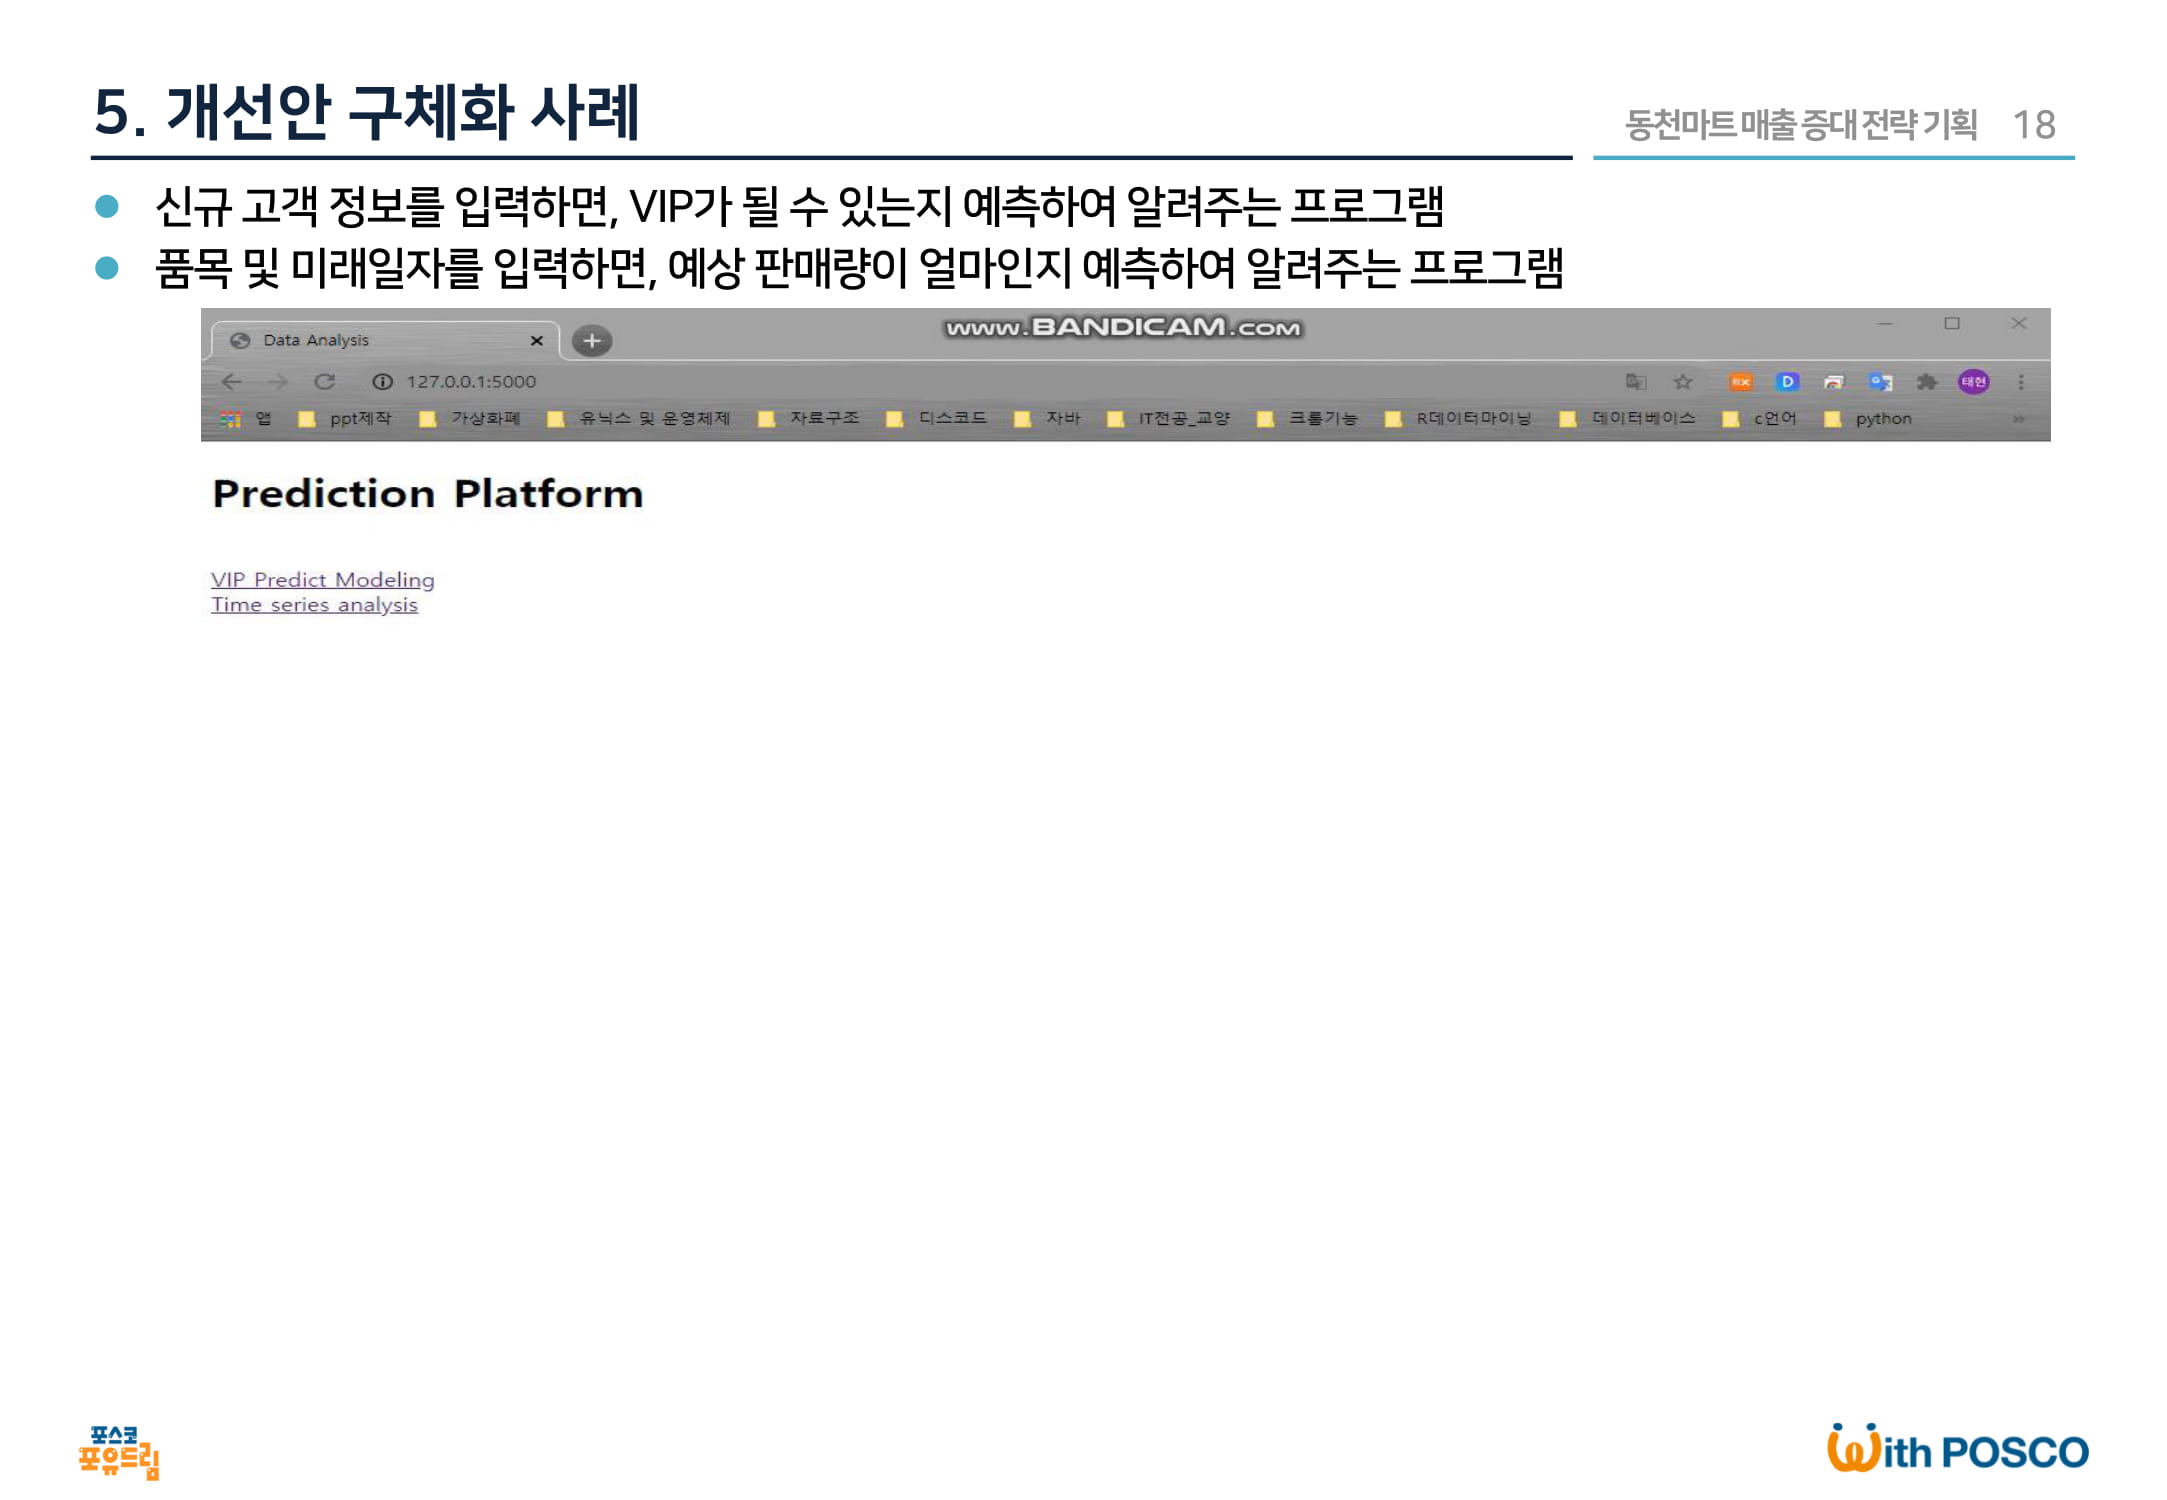 5. 개선안 구체화 사례
동천마트 매출 증대 전략 기획 18
신규 고객 정보를 입력하면, VIP가 될 수 있는지 예측하여 알려주는 프로그램
품목 및 미래일자를 입력하면, 예상 판매량이 얼마인지 예측하여 알려주는 프로그램
www.BANDICAM.com
Data Analysis
127.0.0.1:5000
D 태현
앱 ppt제작 가상화폐 유닉스 및 운영체제 자료구조 디스코드 자바 IT전공_교양 크롬기능 R데이터마이닝 데이터베이스 c언어 python
Prediction Platform
VIP Predict Modeling
Time series analysis
포스코
포유드림
With POSCO